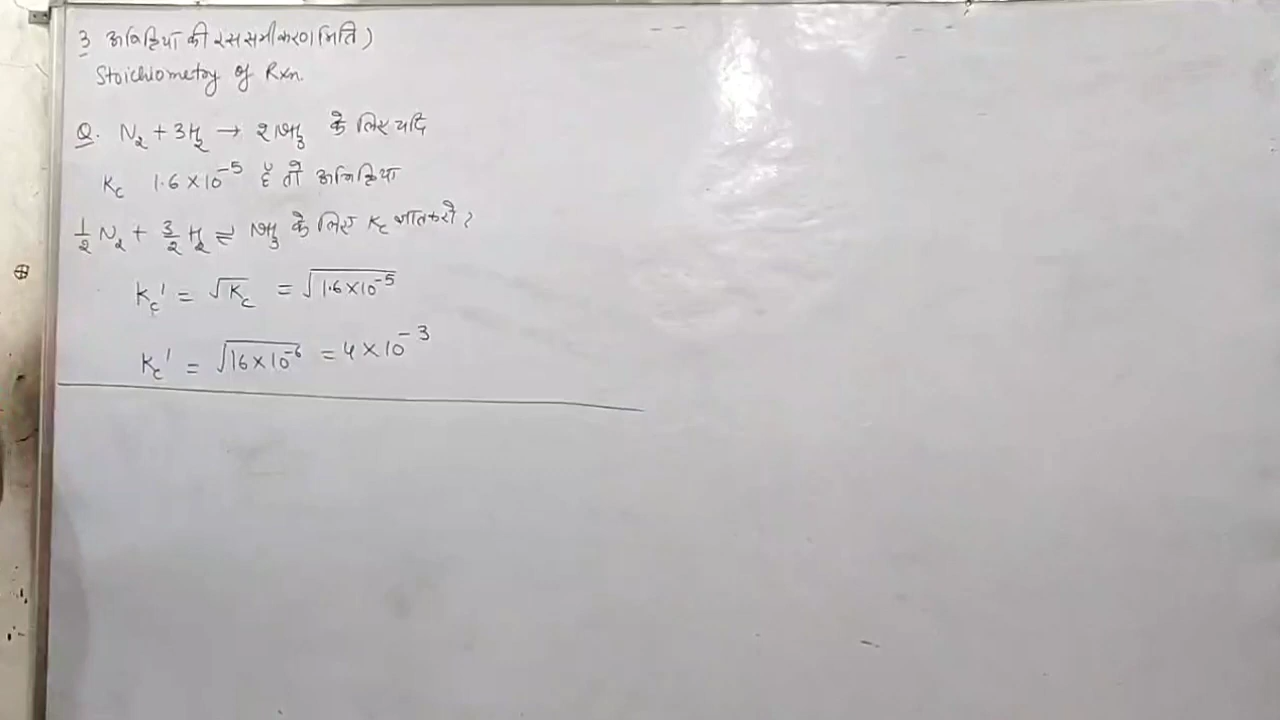 3 अभिक्रिया की रससमीकरणमिति)
Stoichiometry of Rxn.
Q. N₂ + 3H₂ → 2NH₃ के लिए यदि
Kc 1.6×10⁻⁵ है तो अभिक्रिया
1/2 N₂ + 3/2 H₂ ⇌ NH₃ के लिए Kc ज्ञात करो?
Kc' = √Kc = √1.6×10⁻⁵
Kc' = √16×10⁻⁶ = 4×10⁻³